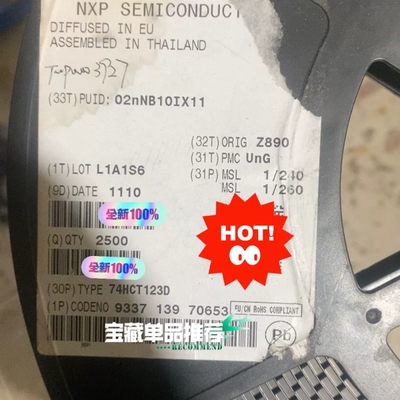 NXP SEMICONDUCT
DIFFUSED IN EU
ASSEMBLED IN THAILAND
(33T) PUID: 02nNB10IX11
(32T) ORIG Z890
(31T) PMC UnG
(1T) LOT L1A1S6
(31P) MSL 1/240
(9D) DATE 1110
MSL 1/260
全新100%
HOT!
(Q) QTY 2500
全新100%
(30P) TYPE 74HCT123D
(1P) CODENO 9337 139 70653
EU/CN RoHS COMPLIANT
宝藏单品推荐
RECOMMEND
Pb